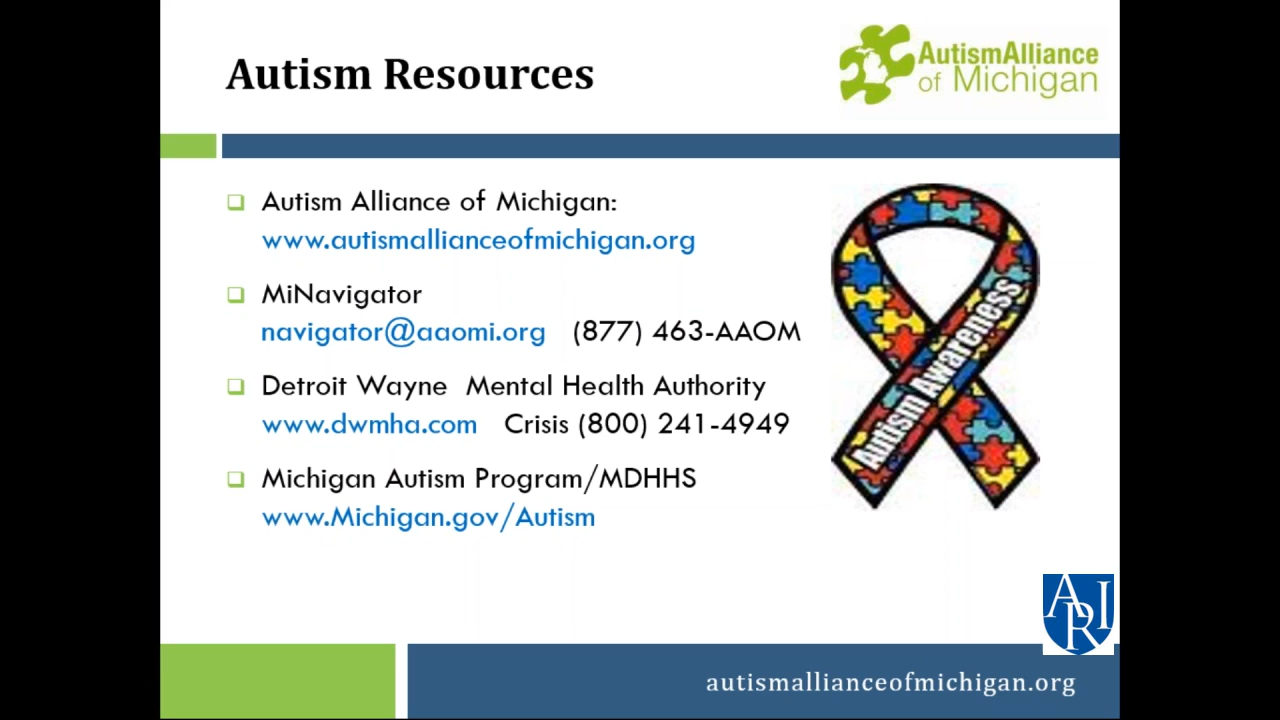 Autism Resources
AutismAlliance
of Michigan
Autism Alliance of Michigan:
www.autismallianceofmichigan.org
MiNavigator
navigator@aaomi.org (877) 463-AAOM
Detroit Wayne Mental Health Authority
www.dwmha.com Crisis (800) 241-4949
Michigan Autism Program/MDHHS
www.Michigan.gov/Autism
Autism Awareness
ARI
autismallianceofmichigan.org